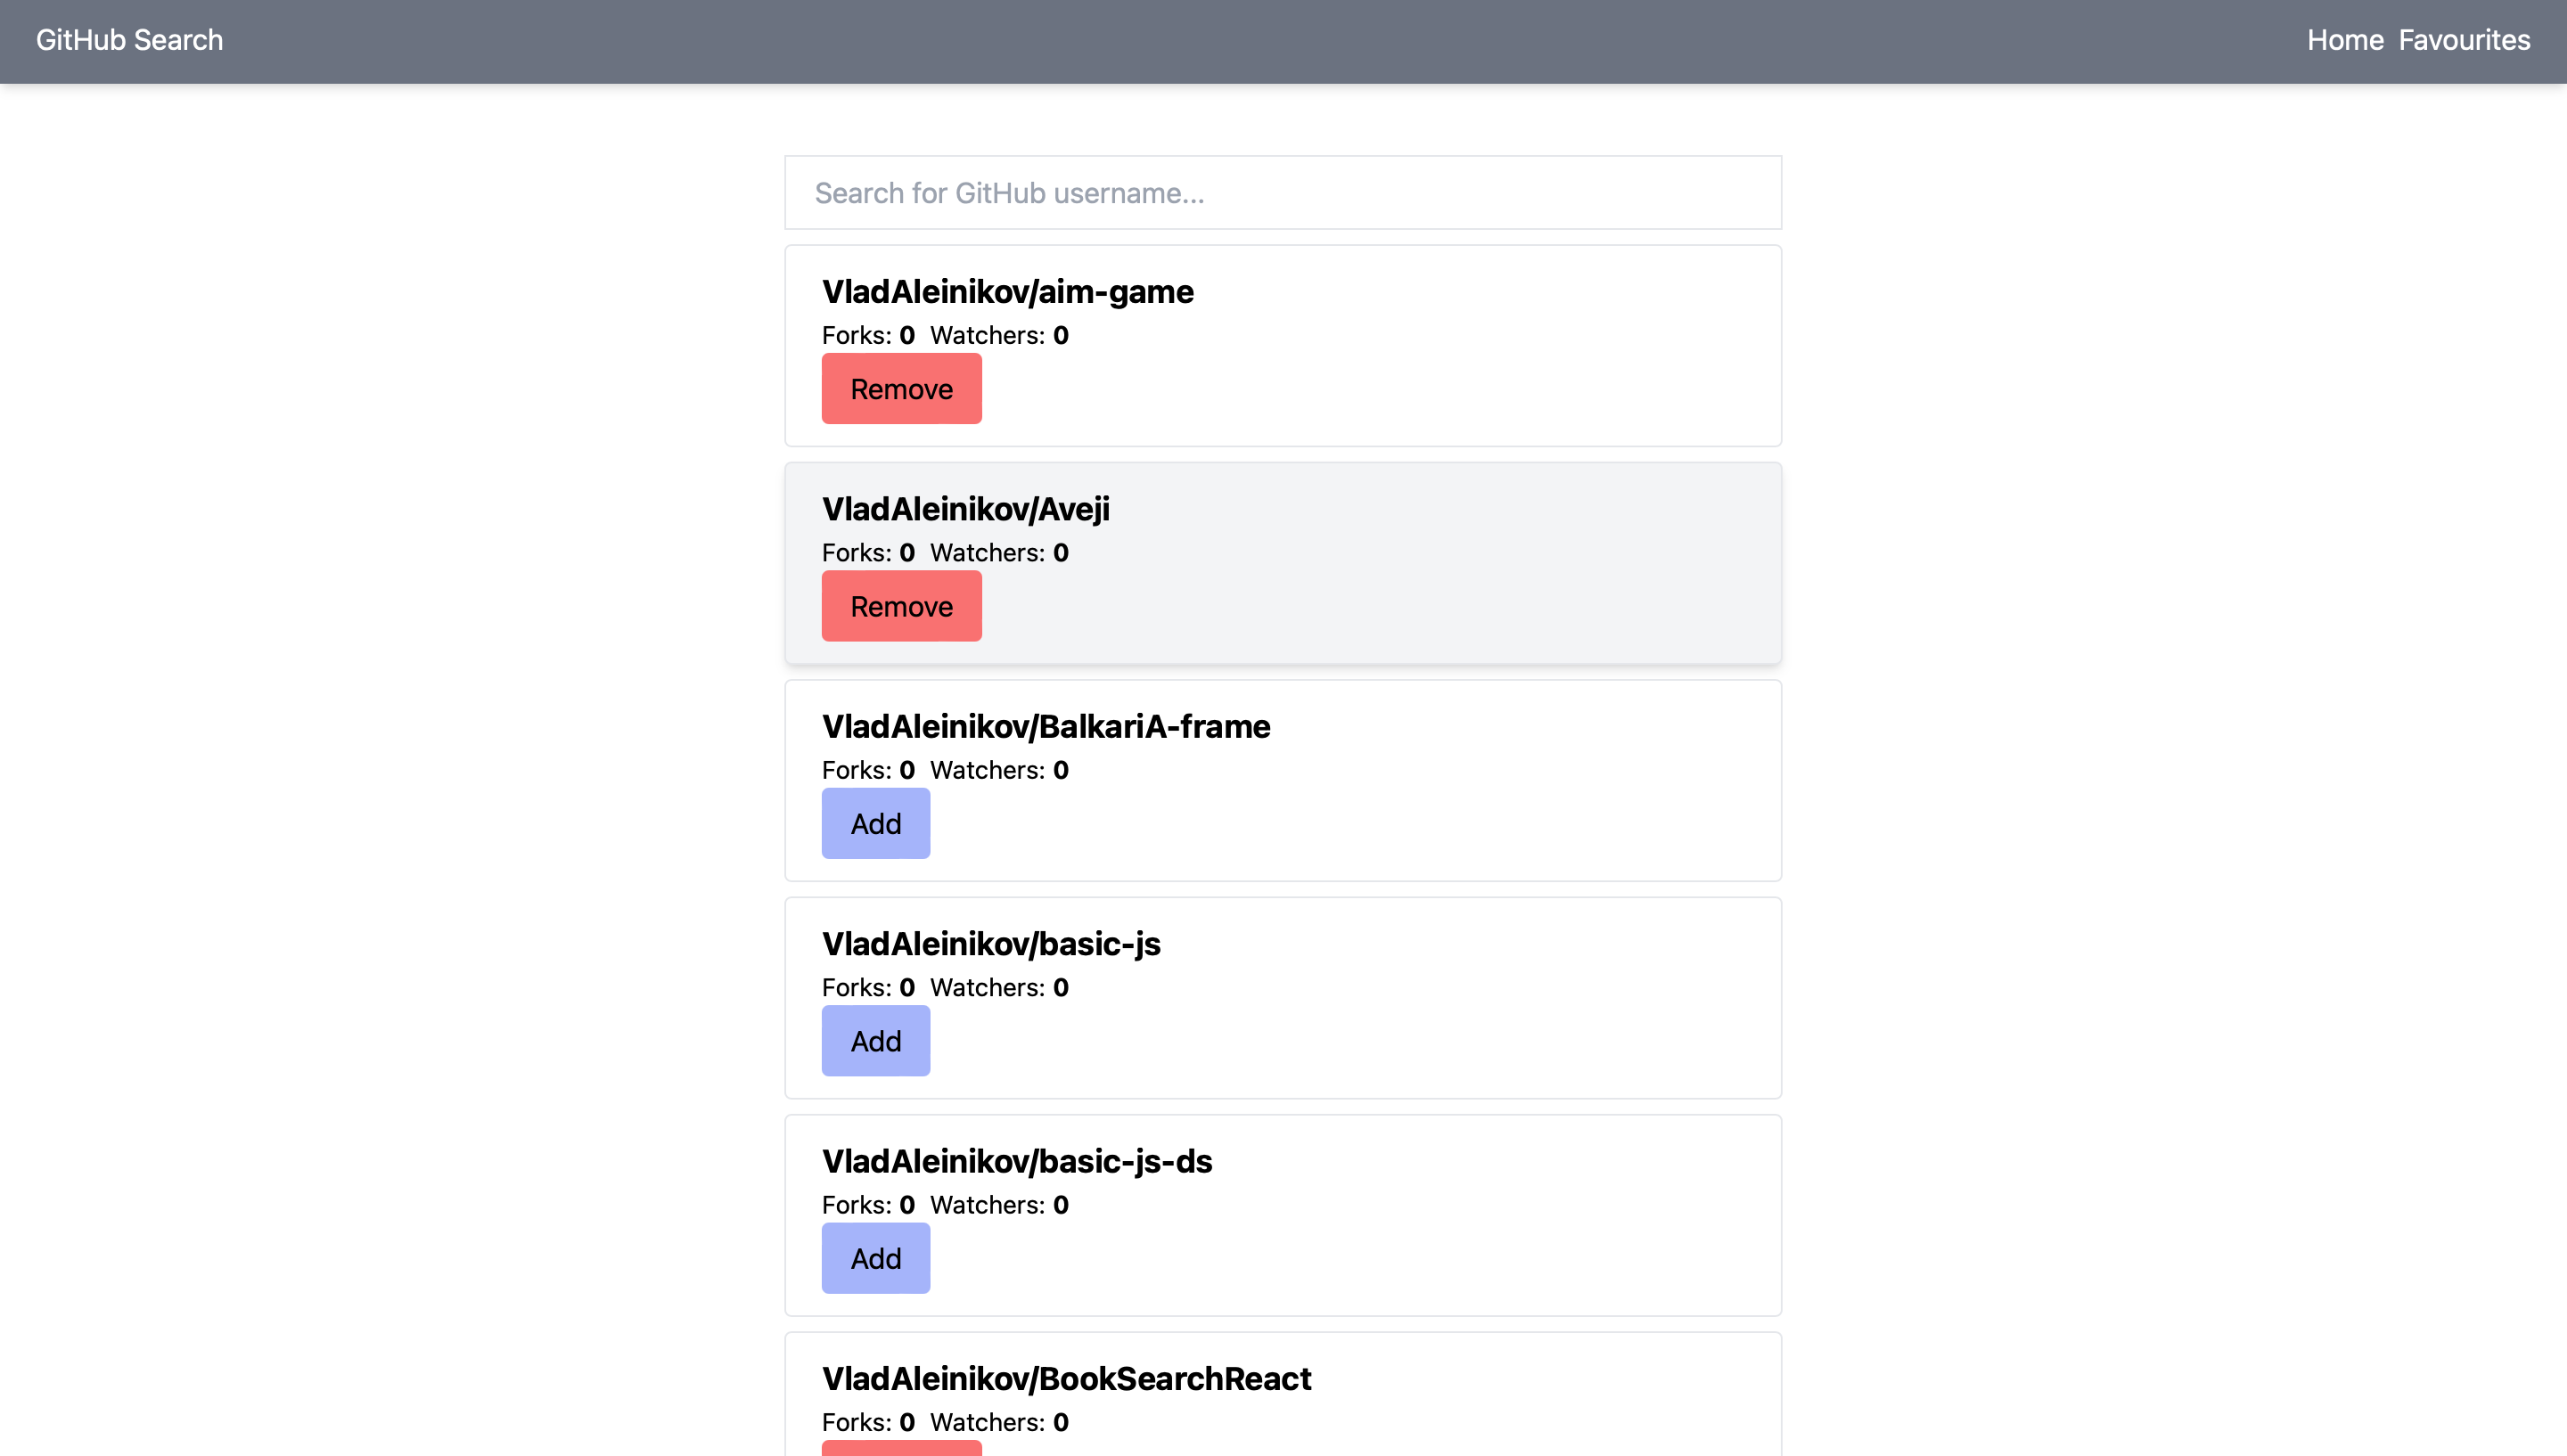 GitHub Search
Home Favourites
Search for GitHub username...
VladAleinikov/aim-game
Forks: 0 Watchers: 0
Remove
VladAleinikov/Aveji
Forks: 0 Watchers: 0
Remove
VladAleinikov/BalkariA-frame
Forks: 0 Watchers: 0
Add
VladAleinikov/basic-js
Forks: 0 Watchers: 0
Add
VladAleinikov/basic-js-ds
Forks: 0 Watchers: 0
Add
VladAleinikov/BookSearchReact
Forks: 0 Watchers: 0